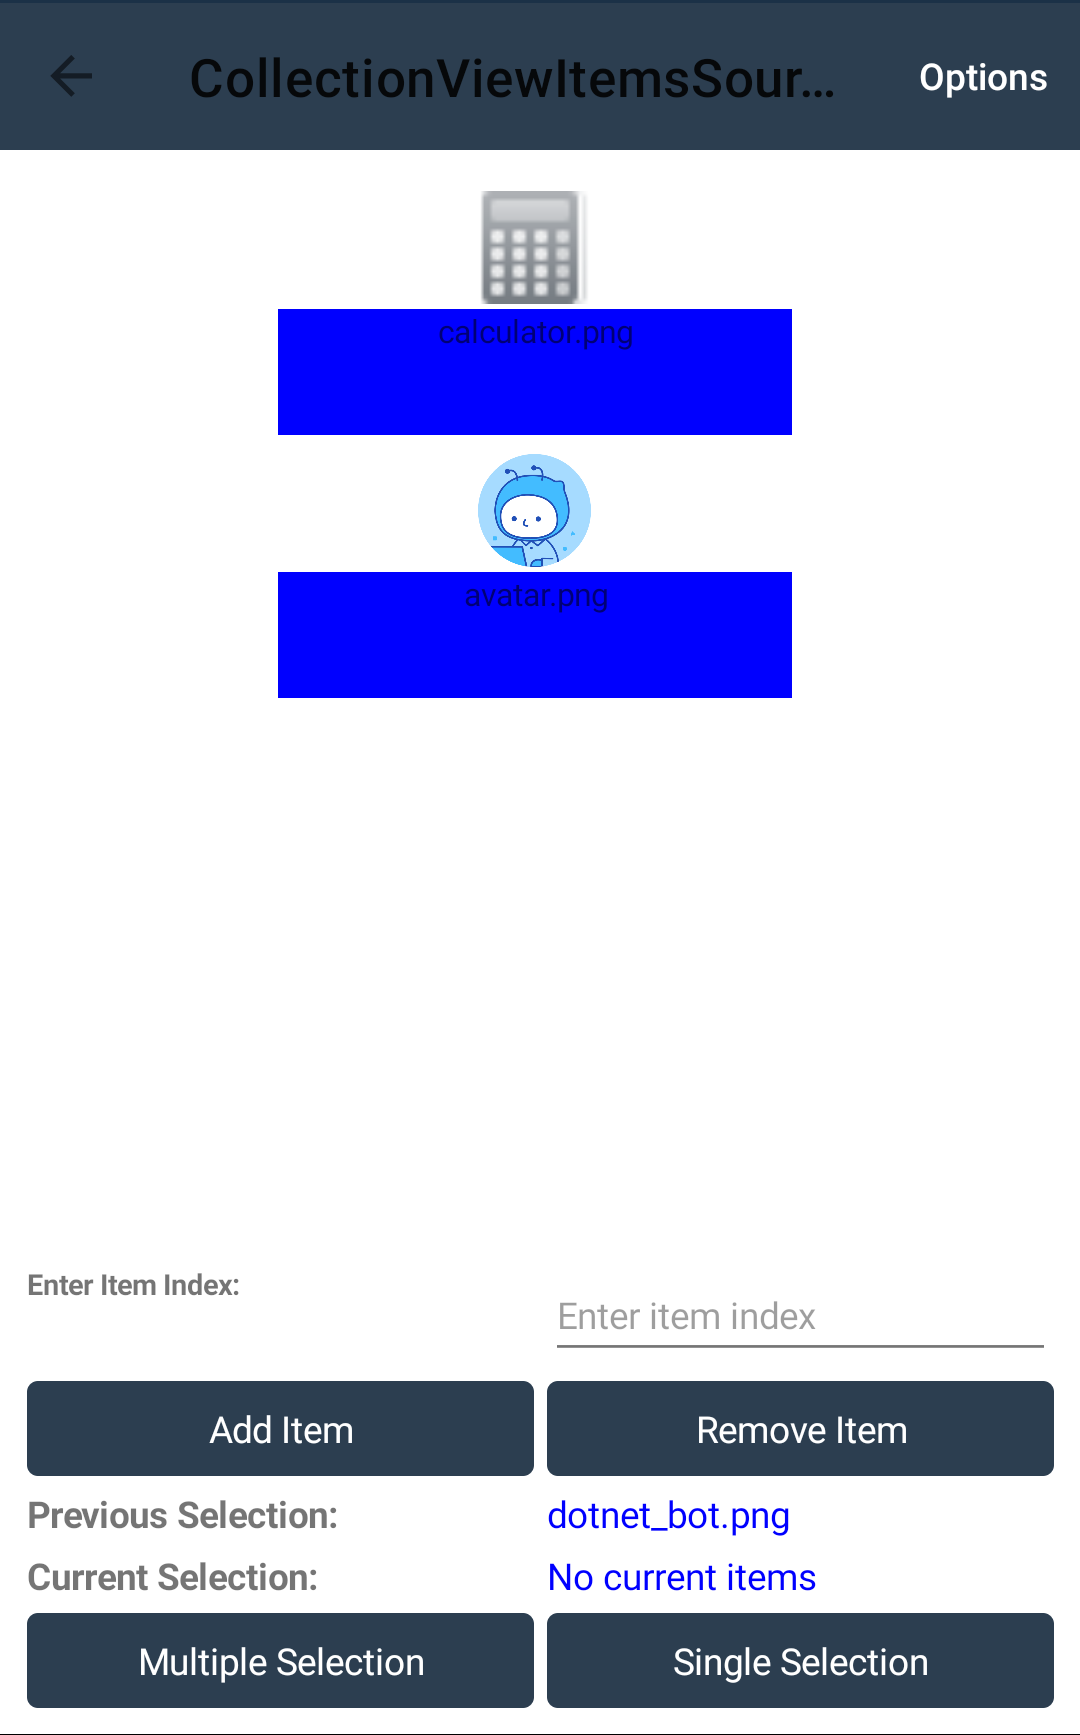 CollectionViewItemsSour...
Options
calculator.png
avatar.png
Enter Item Index:
Enter item index
Add Item
Remove Item
Previous Selection:
dotnet_bot.png
Current Selection:
No current items
Multiple Selection
Single Selection